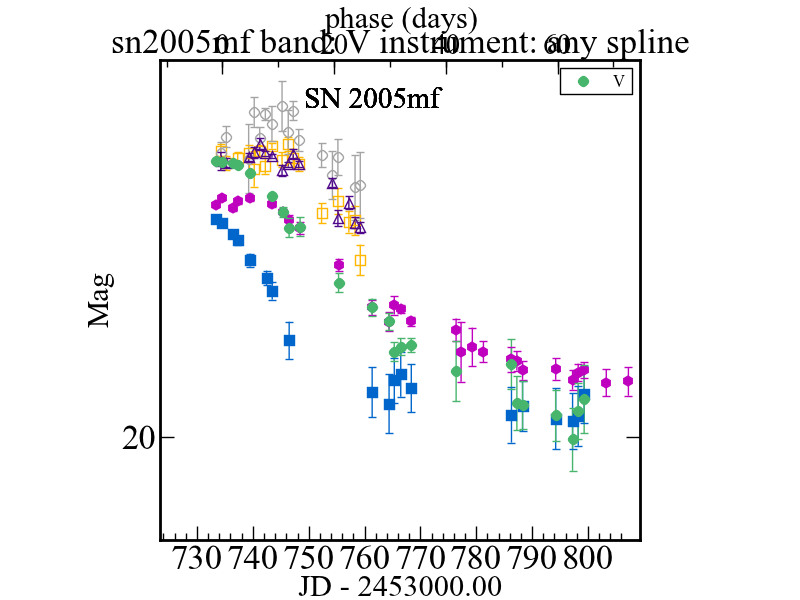 phase (days)
sn2005mf band: V instrument: any spline
0 20 40 60
V
SN 2005mf
Mag
20
730 740 750 760 770 780 790 800
JD - 2453000.00